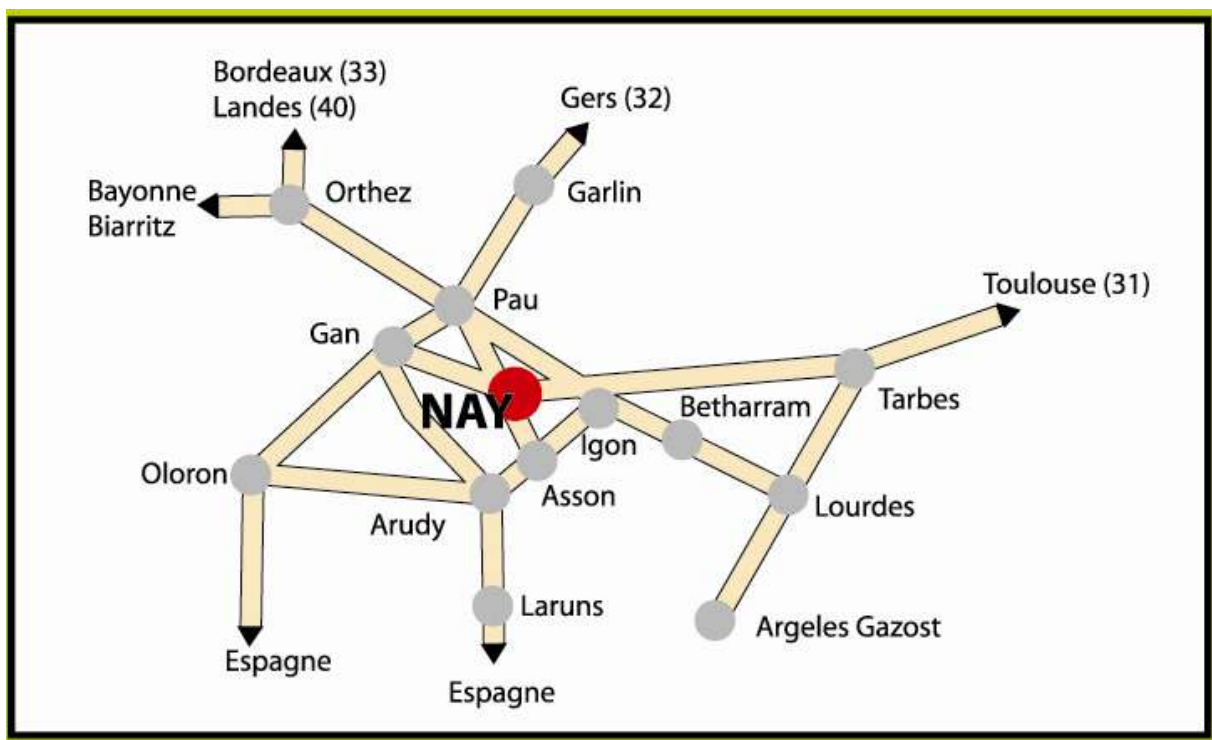 Bordeaux (33)
Landes (40)
Gers (32)
Bayonne
Biarritz
Orthez
Garlin
Toulouse (31)
Pau
Gan
NAY
Betharram
Tarbes
Igon
Oloron
Asson
Lourdes
Arudy
Laruns
Argeles Gazost
Espagne
Espagne